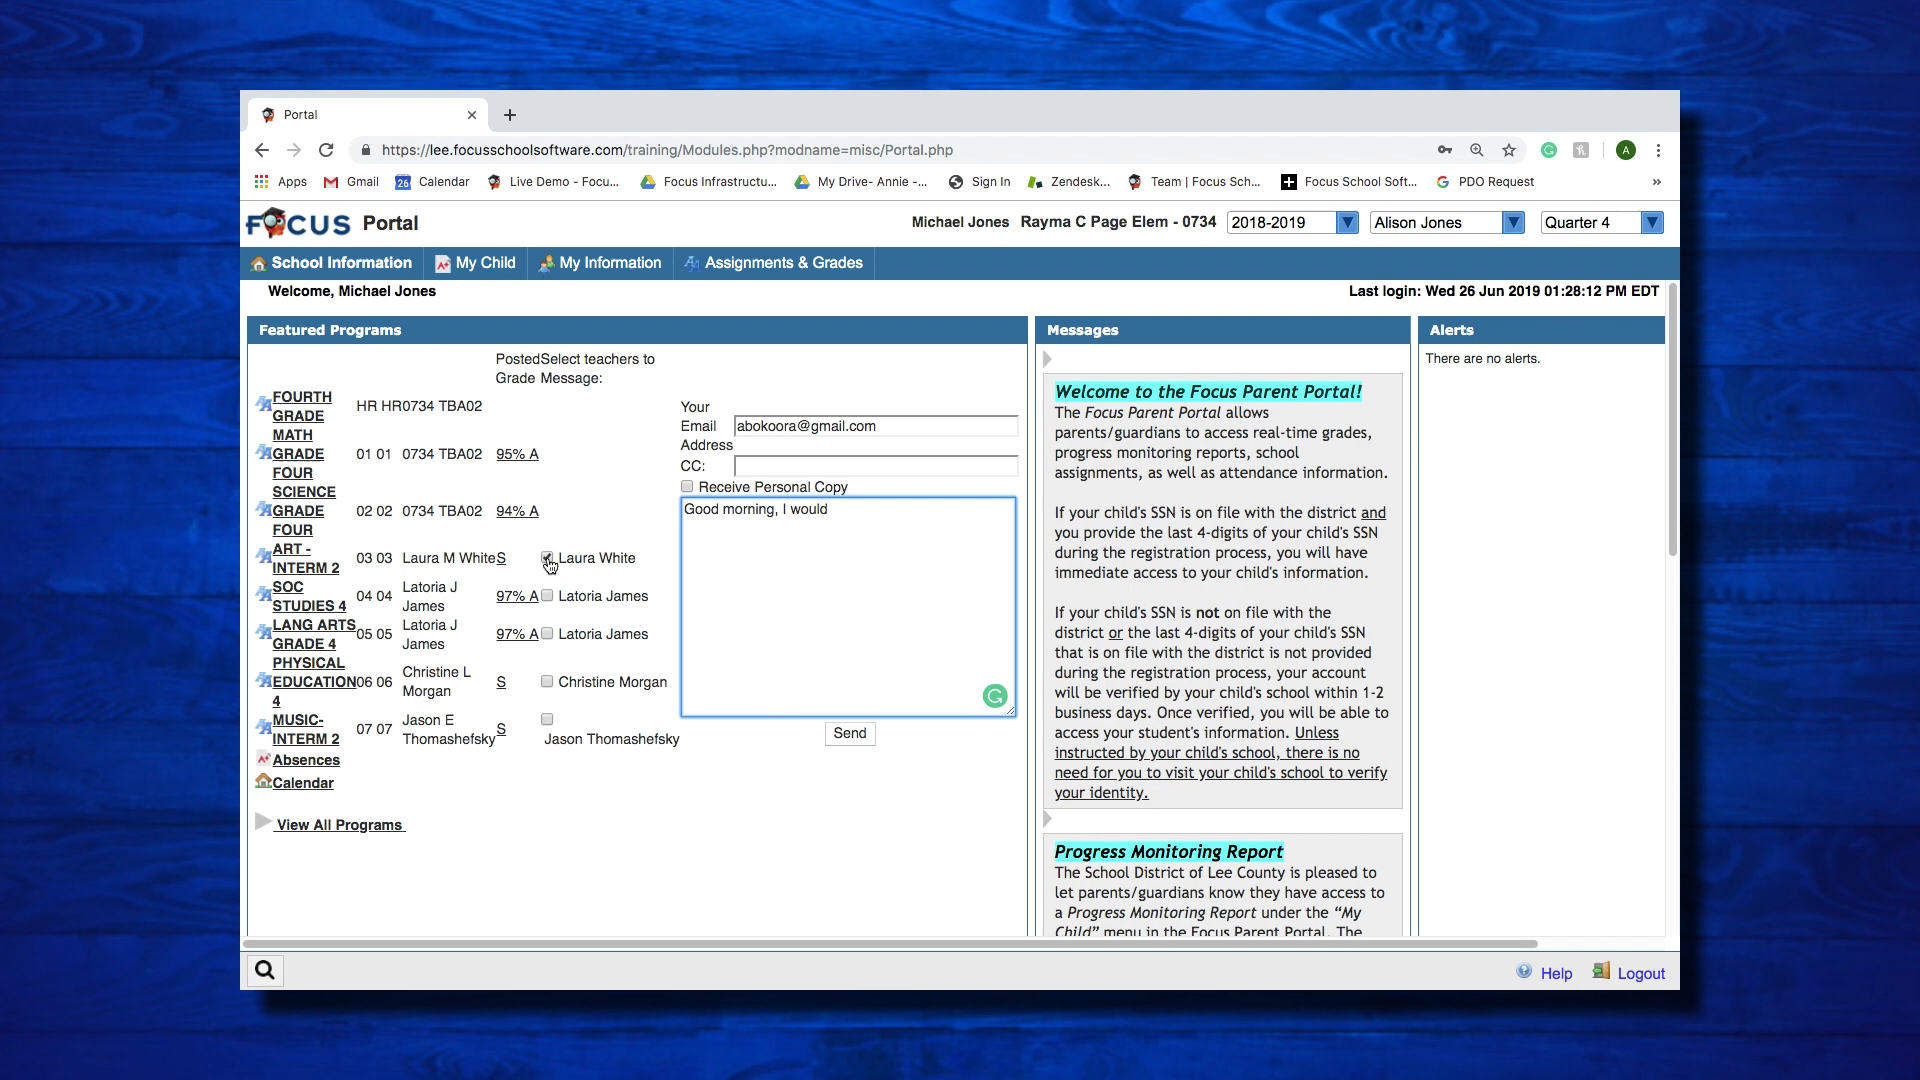 Portal
https://lee.focusschoolsoftware.com/training/Modules.php?modname=misc/Portal.php
A
Apps Gmail 26 Calendar Live Demo - Focu... Focus Infrastructu... My Drive- Annie -... Sign In Zendesk... Team | Focus Sch... Focus School Soft... PDO Request »
FOCUS Portal Michael Jones Rayma C Page Elem - 0734 2018-2019 Alison Jones Quarter 4
School Information My Child My Information Assignments & Grades
Welcome, Michael Jones Last login: Wed 26 Jun 2019 01:28:12 PM EDT
Featured Programs
PostedSelect teachers to
Grade Message:
FOURTH
GRADE HR HR0734 TBA02
MATH
GRADE 01 01 0734 TBA02 95% A
FOUR
SCIENCE
GRADE 02 02 0734 TBA02 94% A
FOUR
ART -
INTERM 2 03 03 Laura M WhiteS Laura White
SOC
STUDIES 4 04 04 Latoria J James 97% A Latoria James
LANG ARTS
GRADE 4 05 05 Latoria J James 97% A Latoria James
PHYSICAL
EDUCATION06 06 Christine L Morgan S Christine Morgan
4
MUSIC-
INTERM 2 07 07 Jason E Thomashefsky S Jason Thomashefsky
Absences
Calendar
View All Programs
Your
Email abokoora@gmail.com
Address
CC:
Receive Personal Copy
Good morning, I would
Send
Messages
Welcome to the Focus Parent Portal!
The Focus Parent Portal allows
parents/guardians to access real-time grades,
progress monitoring reports, school
assignments, as well as attendance information.
If your child's SSN is on file with the district and
you provide the last 4-digits of your child's SSN
during the registration process, you will have
immediate access to your child's information.
If your child's SSN is not on file with the
district or the last 4-digits of your child's SSN
that is on file with the district is not provided
during the registration process, your account
will be verified by your child's school within 1-2
business days. Once verified, you will be able to
access your student's information. Unless
instructed by your child's school, there is no
need for you to visit your child's school to verify
your identity.
Progress Monitoring Report
The School District of Lee County is pleased to
let parents/guardians know they have access to
a Progress Monitoring Report under the “My
Child” menu in the Focus Parent Portal. The
Alerts
There are no alerts.
Help Logout